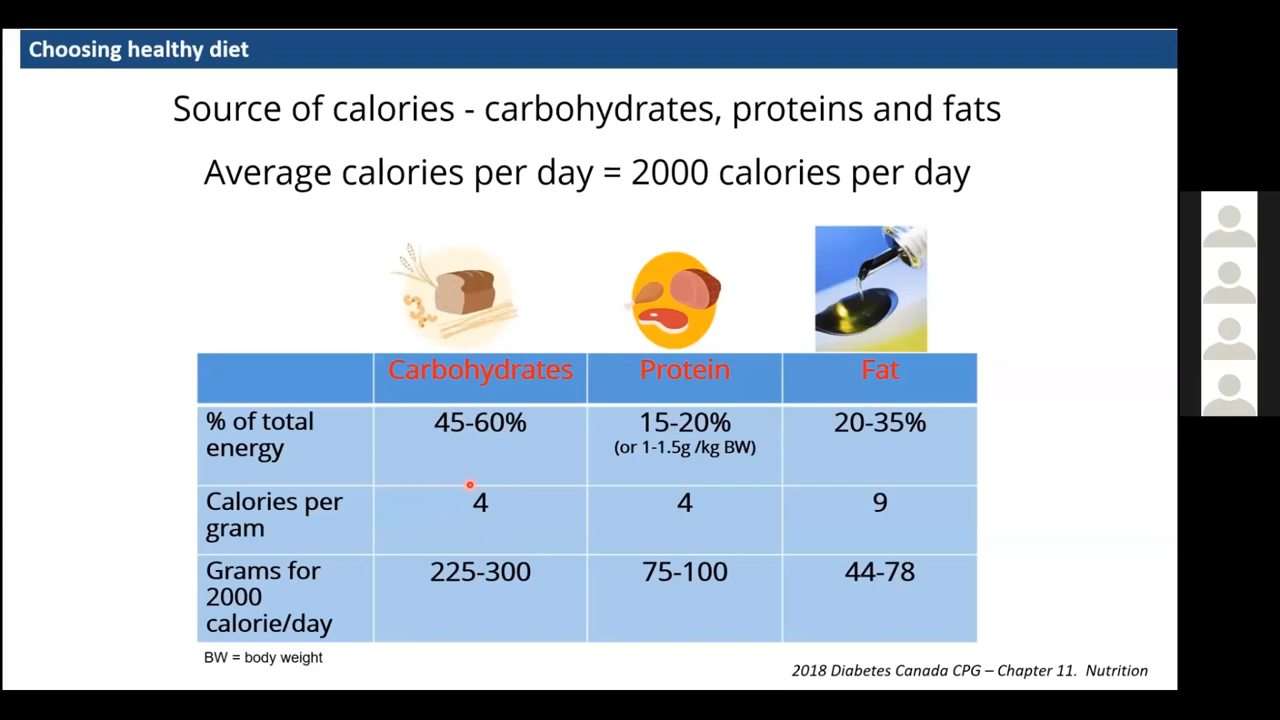 Choosing healthy diet
Source of calories - carbohydrates, proteins and fats
Average calories per day = 2000 calories per day
Carbohydrates Protein Fat
% of total energy 45-60% 15-20% (or 1-1.5g /kg BW) 20-35%
Calories per gram 4 4 9
Grams for 2000 calorie/day 225-300 75-100 44-78
BW = body weight
2018 Diabetes Canada CPG – Chapter 11. Nutrition